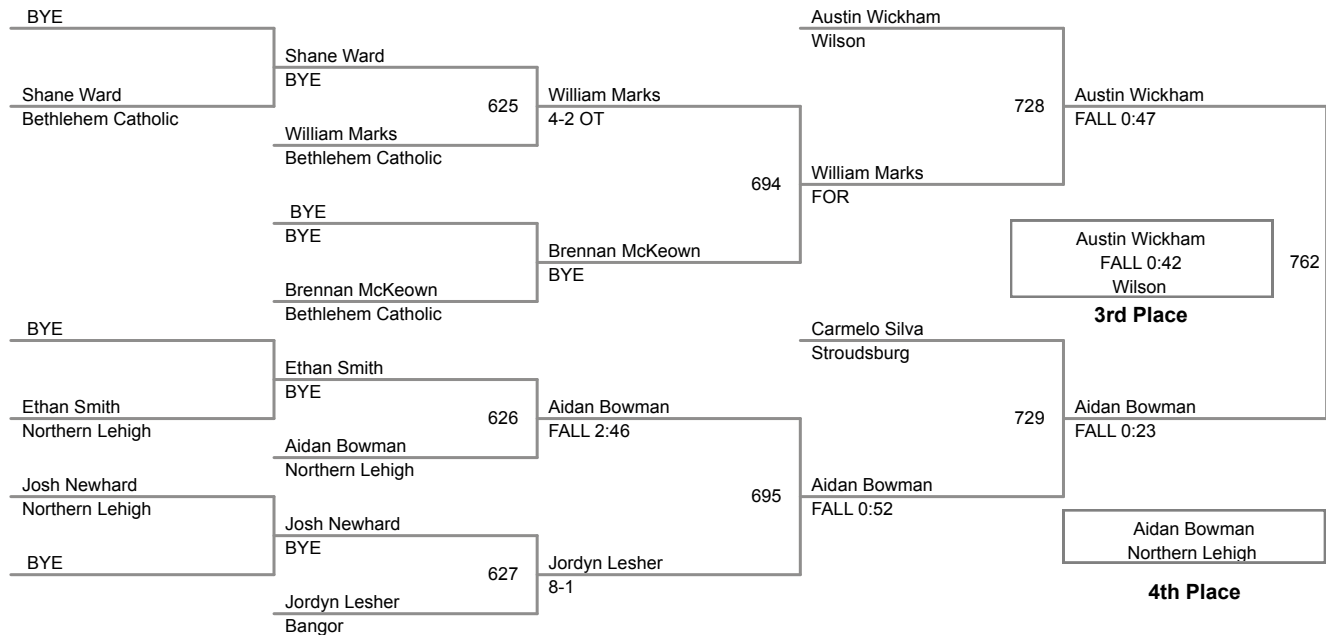 BYE
Shane Ward
Bethlehem Catholic
Shane Ward
BYE
625
William Marks
Bethlehem Catholic
William Marks
4-2 OT
BYE
BYE
Brennan McKeown
Bethlehem Catholic
Brennan McKeown
BYE
694
Austin Wickham
Wilson
William Marks
FOR
728
Austin Wickham
FALL 0:47
Austin Wickham
FALL 0:42
Wilson
762
3rd Place
BYE
Ethan Smith
Northern Lehigh
Ethan Smith
BYE
626
Aidan Bowman
Northern Lehigh
Aidan Bowman
FALL 2:46
Josh Newhard
Northern Lehigh
BYE
Josh Newhard
BYE
627
Jordyn Lesher
Bangor
Jordyn Lesher
8-1
695
Carmelo Silva
Stroudsburg
Aidan Bowman
FALL 0:52
729
Aidan Bowman
FALL 0:23
Aidan Bowman
Northern Lehigh
4th Place